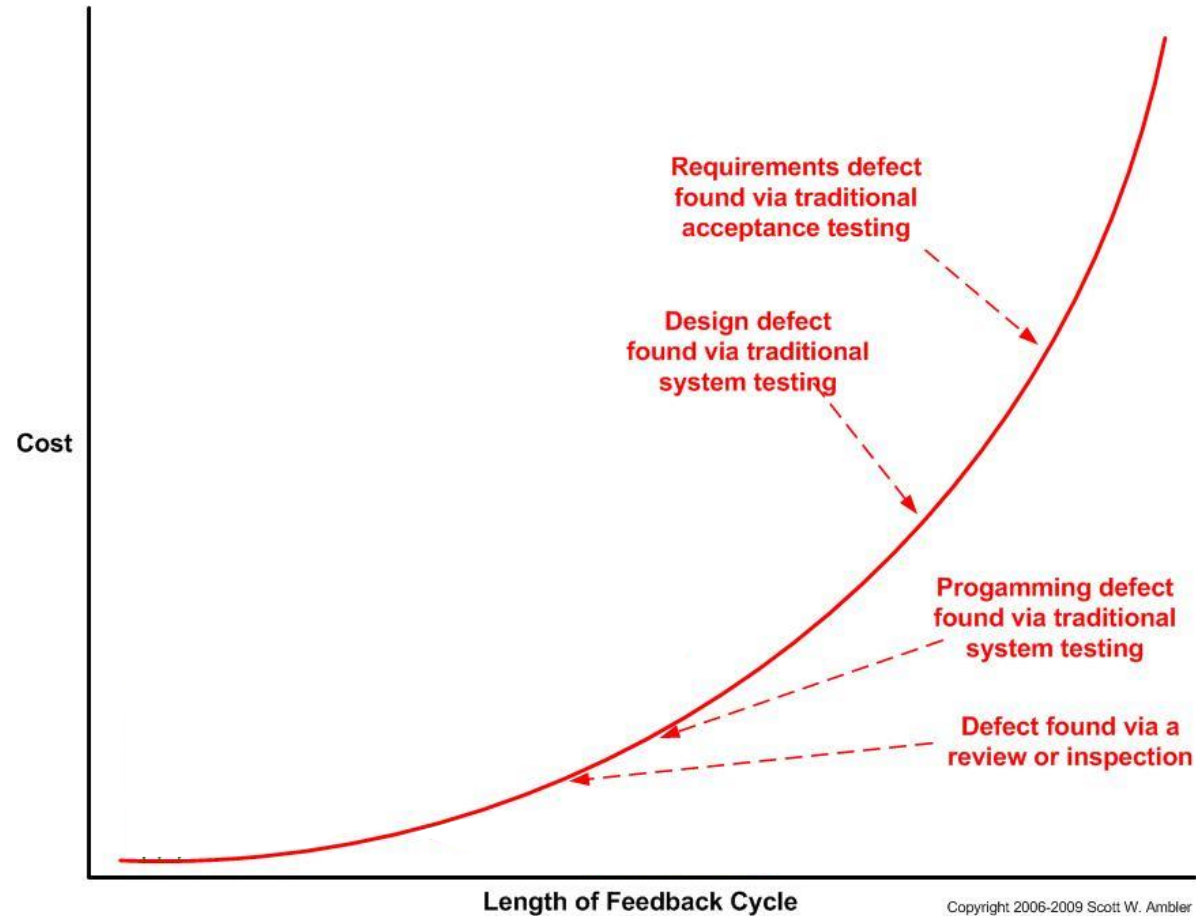 Requirements defect
found via traditional
acceptance testing
Design defect
found via traditional
system testing
Cost
Progamming defect
found via traditional
system testing
Defect found via a
review or inspection
Length of Feedback Cycle
Copyright 2006-2009 Scott W. Ambler